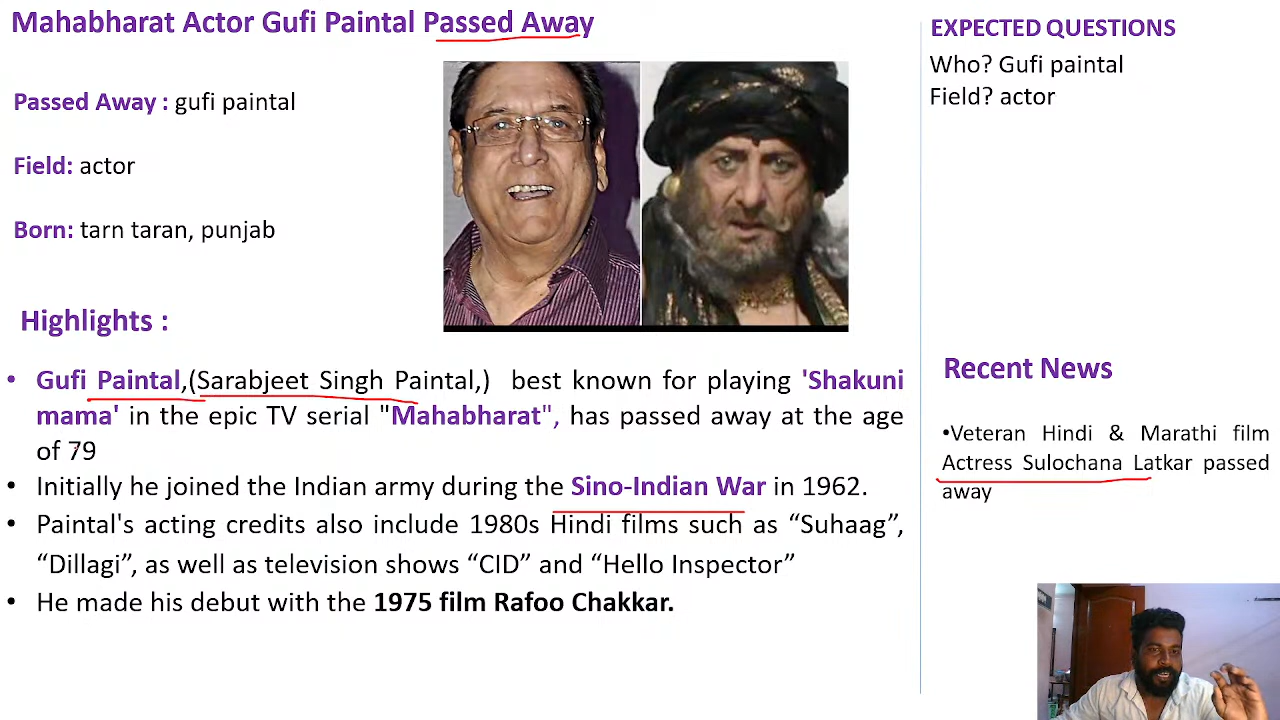 Mahabharat Actor Gufi Paintal Passed Away
Passed Away : gufi paintal
Field: actor
Born: tarn taran, punjab
Highlights :
• Gufi Paintal,(Sarabjeet Singh Paintal,) best known for playing 'Shakuni
mama' in the epic TV serial "Mahabharat", has passed away at the age
of 79
• Initially he joined the Indian army during the Sino-Indian War in 1962.
• Paintal's acting credits also include 1980s Hindi films such as “Suhaag”,
“Dillagi”, as well as television shows “CID” and “Hello Inspector”
• He made his debut with the 1975 film Rafoo Chakkar.
EXPECTED QUESTIONS
Who? Gufi paintal
Field? actor
Recent News
•Veteran Hindi & Marathi film
Actress Sulochana Latkar passed
away